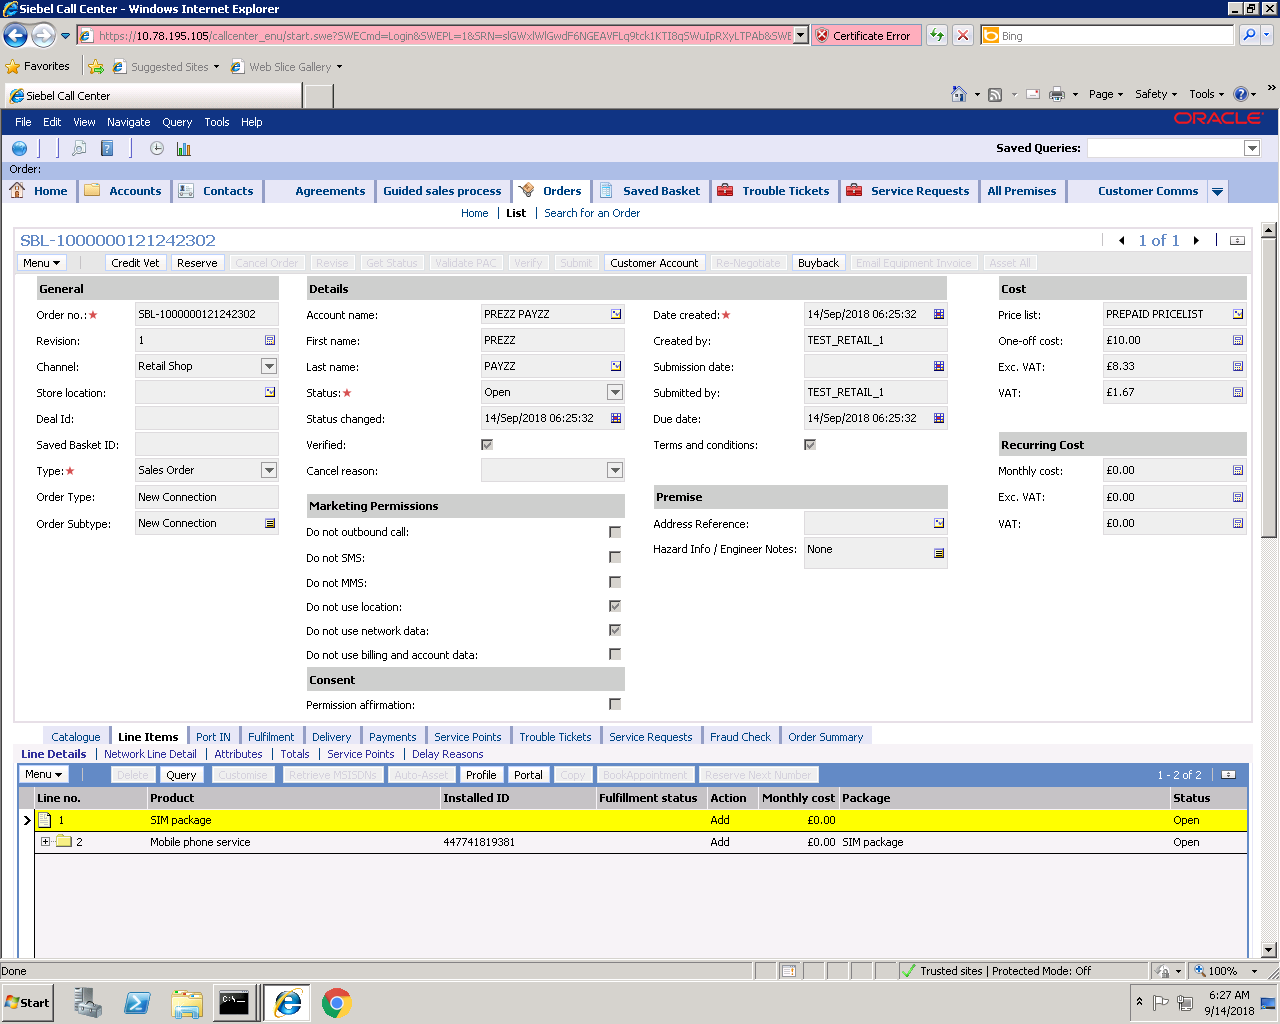 Siebel Call Center - Windows Internet Explorer
Certificate Error
Bing
Favorites Suggested Sites Web Slice Gallery
Siebel Call Center Page Safety Tools
File Edit View Navigate Query Tools Help ORACLE
Saved Queries:
Order:
Home Accounts Contacts Agreements Guided sales process Orders Saved Basket Trouble Tickets Service Requests All Premises Customer Comms
Home List Search for an Order
SBL-1000000121242302 1 of 1
Menu Credit Vet Reserve Cancel Order Revise Get Status Validate PAC Verify Submit Customer Account Re-Negotiate Buyback Email Equipment Invoice Asset All
General Details Cost
Order no.:★ SBL-1000000121242302 Account name: PREZZ PAYZZ Date created:★ 14/Sep/2018 06:25:32 Price list: PREPAID PRICELIST
Revision: 1 First name: PREZZ Created by: TEST_RETAIL_1 One-off cost: £10.00
Channel: Retail Shop Last name: PAYZZ Submission date: Exc. VAT: £8.33
Store location: Status:★ Open Submitted by: TEST_RETAIL_1 VAT: £1.67
Deal Id: Status changed: 14/Sep/2018 06:25:32 Due date: 14/Sep/2018 06:25:32
Saved Basket ID: Verified: Terms and conditions: Recurring Cost
Type:★ Sales Order Cancel reason: Monthly cost: £0.00
Order Type: New Connection Marketing Permissions Premise Exc. VAT: £0.00
Order Subtype: New Connection Do not outbound call: Address Reference: VAT: £0.00
Do not SMS: Hazard Info / Engineer Notes: None
Do not MMS:
Do not use location:
Do not use network data:
Do not use billing and account data:
Consent
Permission affirmation:
Catalogue Line Items Port IN Fulfilment Delivery Payments Service Points Trouble Tickets Service Requests Fraud Check Order Summary
Line Details Network Line Detail Attributes Totals Service Points Delay Reasons
Menu Delete Query Customise Retrieve MSISDNs Auto-Asset Profile Portal Copy BookAppointment Reserve Next Number 1 - 2 of 2
Line no. Product Installed ID Fulfillment status Action Monthly cost Package Status
1 SIM package Add £0.00 Open
2 Mobile phone service 447741819381 Add £0.00 SIM package Open
Done Trusted sites | Protected Mode: Off 100%
Start 6:27 AM
9/14/2018